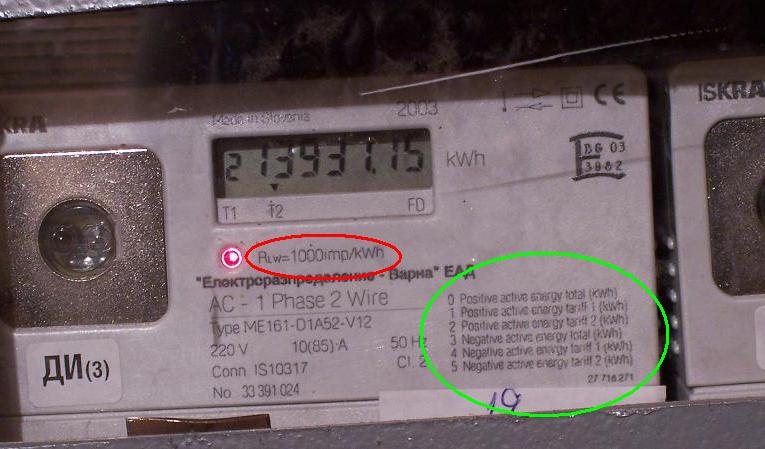 KRA
ISKRA
Made in Slovenia
2003
CE
BG 03
3982
2 13937.15
kWh
T1 T2 FD
RLW=1000imp/kWh
"Електроразпределение - Варна" ЕАД
AC - 1 Phase 2 Wire
Type ME161-D1A52-V12
220 V 10(85) A 50 Hz
Conn IS10317 Cl. 2
No. 33 391 024
0 Positive active energy total (kWh)
1 Positive active energy tariff 1 (kWh)
2 Positive active energy tariff 2 (kWh)
3 Negative active energy total (kWh)
4 Negative active energy tariff 1 (kWh)
5 Negative active energy tariff 2 (kWh)
27.716.271
ДИ(3)
19